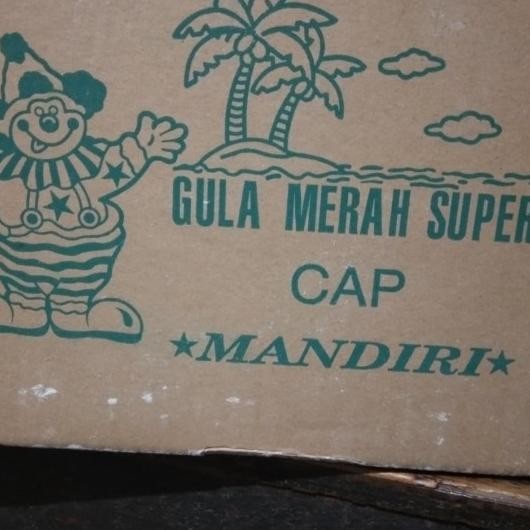 GULA MERAH SUPER
CAP
★MANDIRI★